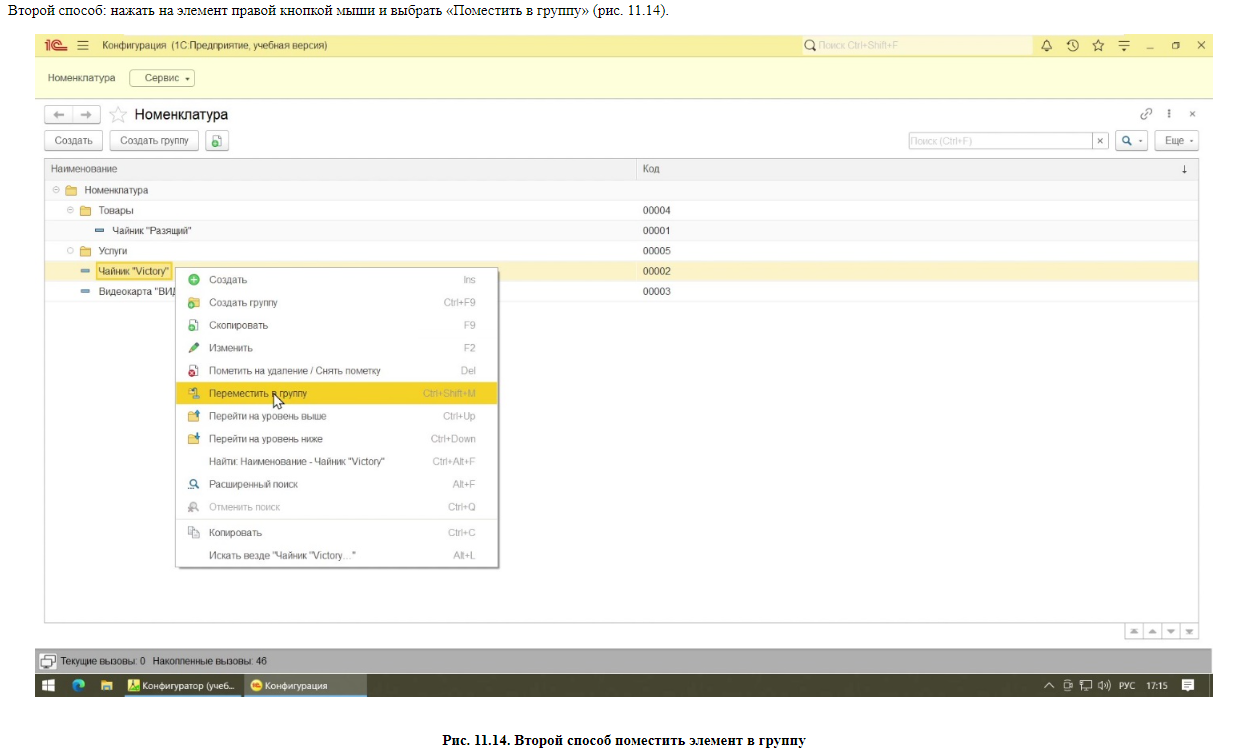 Второй способ: нажать на элемент правой кнопкой мыши и выбрать «Поместить в группу» (рис. 11.14).
1С Конфигурация (1С:Предприятие, учебная версия) Поиск Ctrl+Shift+F
Номенклатура Сервис
Номенклатура
Создать Создать группу Поиск (Ctrl+F) × Еще
Наименование Код ↓
Номенклатура
Товары 00004
Чайник "Разящий" 00001
Услуги 00005
Чайник "Victory" 00002
Видеокарта "ВИД 00003
Создать Ins
Создать группу Ctrl+F9
Скопировать F9
Изменить F2
Пометить на удаление / Снять пометку Del
Переместить в группу Ctrl+Shift+M
Перейти на уровень выше Ctrl+Up
Перейти на уровень ниже Ctrl+Down
Найти: Наименование - Чайник "Victory" Ctrl+Alt+F
Расширенный поиск Alt+F
Отменить поиск Ctrl+Q
Копировать Ctrl+C
Искать везде "Чайник "Victory..." Alt+L
Текущие вызовы: 0 Накопленные вызовы: 46
Конфигуратор (учеб... Конфигурация РУС 17:15
Рис. 11.14. Второй способ поместить элемент в группу